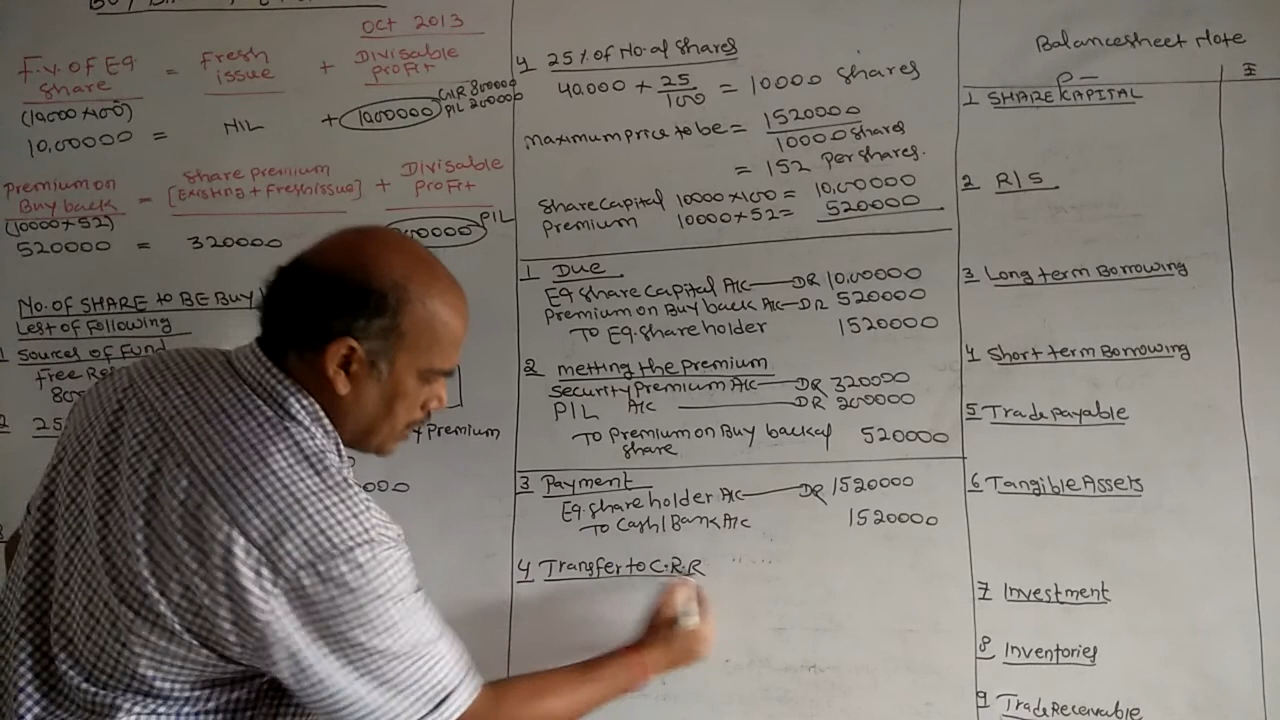 OCT 2013
F.V. OF EQ share = Fresh issue + Divisable Profit
(10,000 × 100)
10,00000 = NIL + 1000000 GIR 800000
P/L 200000
Premium on Buy back = Share premium [Existing + Fresh issue] + Divisable Profit
(10000 × 52)
520000 = 320000 P/L
No. of SHARE to BE BUY
Lest of Following
1 Sources of Fund
Free Re
2 25
Premium
4 25% of No. of shares
40,000 × 25/100 = 10000 shares
maximum price to be = 1520000 / 10000 shares
= 152 Per shares.
Share Capital 10000×100 = 10,00000
Premium 10000×52 = 520000
1 Due
Eq. Share Capital A/c — DR 10,00000
Premium on Buy back A/c — DR 520000
To Eq. Share holder 1520000
2 metting the Premium
Security Premium A/c — DR 320000
P/L A/c — DR 200000
To Premium on Buy back of share 520000
3 Payment
Eq. Share holder A/c — DR 1520000
To Cash/Bank A/c 1520000
4 Transfer to C.R.R
Balancesheet Note
P — I
1 SHARE CAPITAL
2 R/S
3 Long term Borrowing
4 Short term Borrowing
5 Trade payable
6 Tangible Assets
7 Investment
8 Inventories
9 Trade Receivable